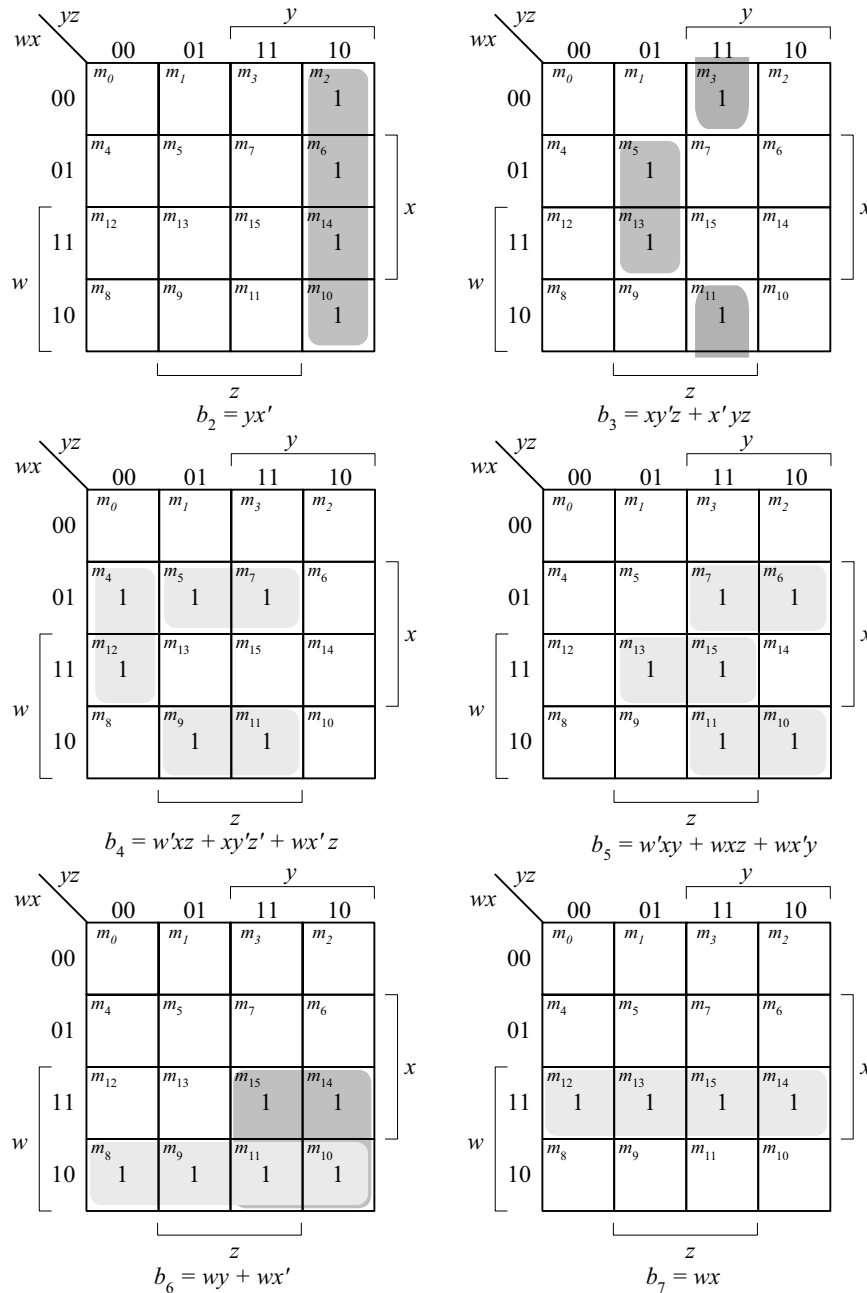 yz y yz y
wx 00 01 11 10 wx 00 01 11 10
00 m0 m1 m3 m2 1 00 m0 m1 m3 1 m2
01 m4 m5 m7 m6 1 01 m4 m5 1 m7 m6
x x
11 m12 m13 m15 m14 1 11 m12 m13 1 m15 m14
w w
10 m8 m9 m11 m10 1 10 m8 m9 m11 1 m10
z z
b2 = yx′ b3 = xy′z + x′ yz
yz y yz y
wx 00 01 11 10 wx 00 01 11 10
00 m0 m1 m3 m2 00 m0 m1 m3 m2
01 m4 1 m5 1 m7 1 m6 01 m4 m5 m7 1 m6 1
x x
11 m12 1 m13 m15 m14 11 m12 m13 1 m15 1 m14
w w
10 m8 m9 1 m11 1 m10 10 m8 m9 m11 1 m10 1
z z
b4 = w′xz + xy′z′ + wx′ z b5 = w′xy + wxz + wx′y
yz y yz y
wx 00 01 11 10 wx 00 01 11 10
00 m0 m1 m3 m2 00 m0 m1 m3 m2
01 m4 m5 m7 m6 01 m4 m5 m7 m6
x x
11 m12 m13 m15 1 m14 1 11 m12 1 m13 1 m15 1 m14 1
w w
10 m8 1 m9 1 m11 1 m10 1 10 m8 m9 m11 m10
z z
b6 = wy + wx′ b7 = wx